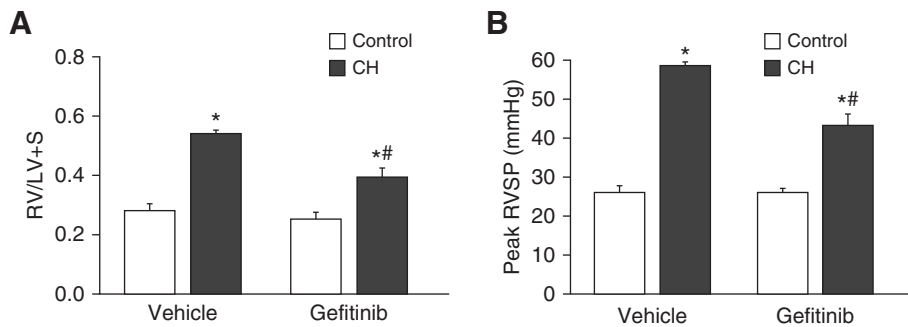 A
Control
CH
RV/LV+S
0.8
0.6
0.4
0.2
0.0
*
*#
Vehicle
Gefitinib
B
Control
CH
Peak RVSP (mmHg)
60
50
40
30
20
10
0
*
*#
Vehicle
Gefitinib